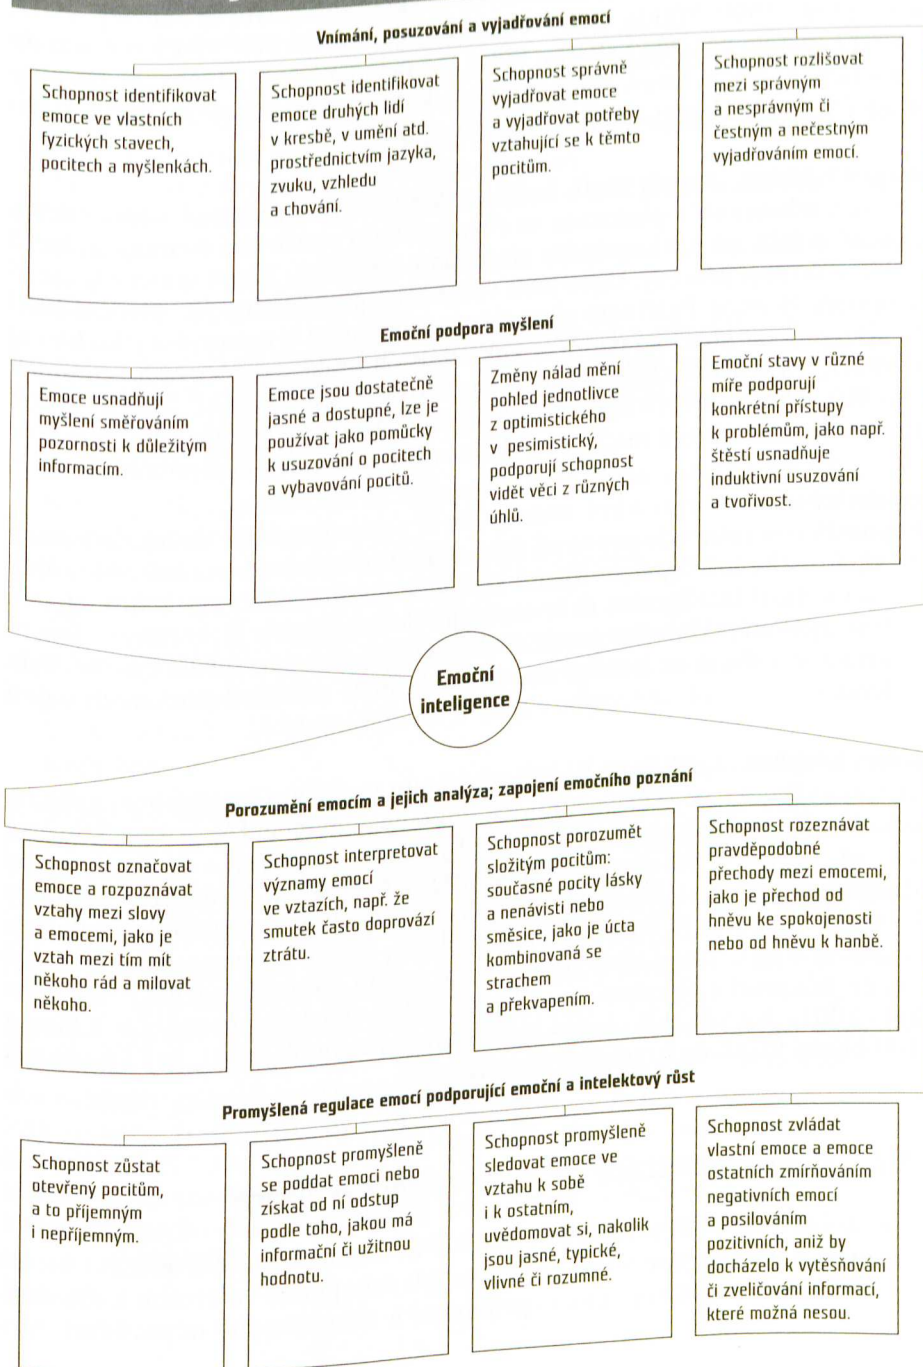 Vnímání, posuzování a vyjadřování emocí
Schopnost identifikovat
emoce ve vlastních
fyzických stavech,
pocitech a myšlenkách.
Schopnost identifikovat
emoce druhých lidí
v kresbě, v umění atd.
prostřednictvím jazyka,
zvuku, vzhledu
a chování.
Schopnost správně
vyjadřovat emoce
a vyjadřovat potřeby
vztahující se k těmto
pocitům.
Schopnost rozlišovat
mezi správným
a nesprávným či
čestným a nečestným
vyjadřováním emocí.
Emoční podpora myšlení
Emoce usnadňují
myšlení směřováním
pozornosti k důležitým
informacím.
Emoce jsou dostatečně
jasné a dostupné, lze je
používat jako pomůcky
k usuzování o pocitech
a vybavování pocitů.
Změny nálad mění
pohled jednotlivce
z optimistického
v pesimistický,
podporují schopnost
vidět věci z různých
úhlů.
Emoční stavy v různé
míře podporují
konkrétní přístupy
k problémům, jako např.
štěstí usnadňuje
induktivní usuzování
a tvořivost.
Emoční
inteligence
Porozumění emocím a jejich analýza; zapojení emočního poznání
Schopnost označovat
emoce a rozpoznávat
vztahy mezi slovy
a emocemi, jako je
vztah mezi tím mít
někoho rád a milovat
někoho.
Schopnost interpretovat
významy emocí
ve vztazích, např. že
smutek často doprovází
ztrátu.
Schopnost porozumět
složitým pocitům:
současné pocity lásky
a nenávisti nebo
směsice, jako je úcta
kombinovaná se
strachem
a překvapením.
Schopnost rozeznávat
pravděpodobné
přechody mezi emocemi,
jako je přechod od
hněvu ke spokojenosti
nebo od hněvu k hanbě.
Promyšlená regulace emocí podporující emoční a intelektový růst
Schopnost zůstat
otevřený pocitům,
a to příjemným
i nepříjemným.
Schopnost promyšleně
se poddat emoci nebo
získat od ní odstup
podle toho, jakou má
informační či užitnou
hodnotu.
Schopnost promyšleně
sledovat emoce ve
vztahu k sobě
i k ostatním,
uvědomovat si, nakolik
jsou jasné, typické,
vlivné či rozumné.
Schopnost zvládat
vlastní emoce a emoce
ostatních zmírňováním
negativních emocí
a posilováním
pozitivních, aniž by
docházelo k vytěsňování
či zveličování informací,
které možná nesou.